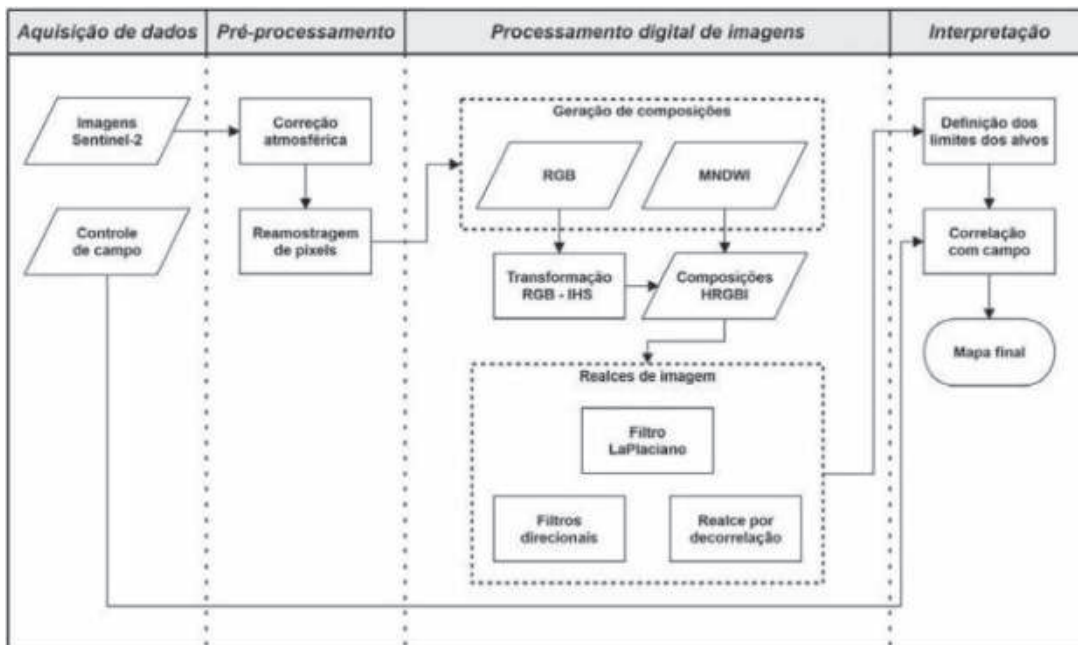 Aquisição de dados
Pré-processamento
Processamento digital de imagens
Interpretação
Imagens
Sentinel-2
Controle
de campo
Correção
atmosférica
Reamostragem
de pixels
Geração de composições
RGB
MNDWI
Transformação
RGB - IHS
Composições
HRGBI
Realces de imagem
Filtro
LaPlaciano
Filtros
direcionais
Realce por
decorrelação
Definição dos
limites dos alvos
Correlação
com campo
Mapa final